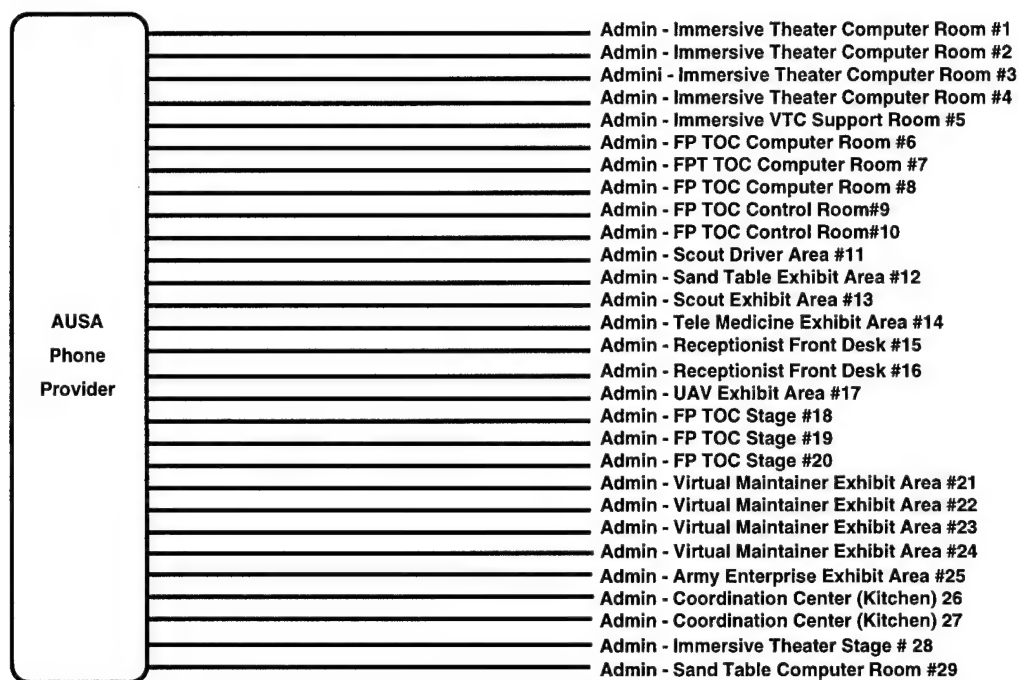 AUSA
Phone
Provider
Admin - Immersive Theater Computer Room #1
Admin - Immersive Theater Computer Room #2
Admini - Immersive Theater Computer Room #3
Admin - Immersive Theater Computer Room #4
Admin - Immersive VTC Support Room #5
Admin - FP TOC Computer Room #6
Admin - FPT TOC Computer Room #7
Admin - FP TOC Computer Room #8
Admin - FP TOC Control Room#9
Admin - FP TOC Control Room#10
Admin - Scout Driver Area #11
Admin - Sand Table Exhibit Area #12
Admin - Scout Exhibit Area #13
Admin - Tele Medicine Exhibit Area #14
Admin - Receptionist Front Desk #15
Admin - Receptionist Front Desk #16
Admin - UAV Exhibit Area #17
Admin - FP TOC Stage #18
Admin - FP TOC Stage #19
Admin - FP TOC Stage #20
Admin - Virtual Maintainer Exhibit Area #21
Admin - Virtual Maintainer Exhibit Area #22
Admin - Virtual Maintainer Exhibit Area #23
Admin - Virtual Maintainer Exhibit Area #24
Admin - Army Enterprise Exhibit Area #25
Admin - Coordination Center (Kitchen) 26
Admin - Coordination Center (Kitchen) 27
Admin - Immersive Theater Stage # 28
Admin - Sand Table Computer Room #29